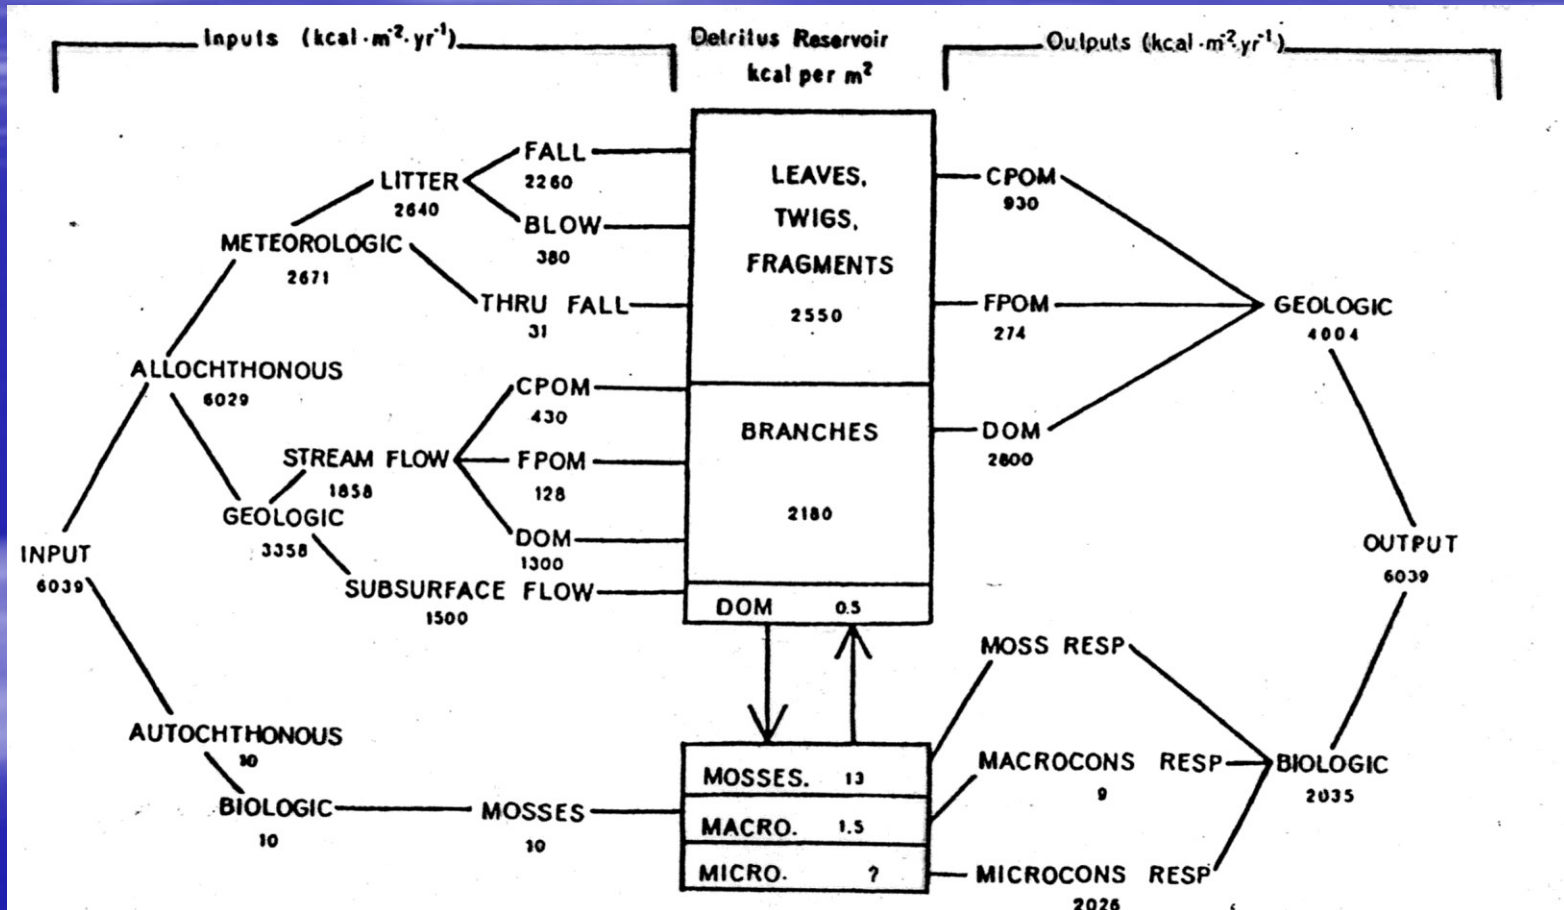 Inputs (kcal·m⁻²·yr⁻¹)
Detritus Reservoir
kcal per m²
Outputs (kcal·m⁻²·yr⁻¹)
FALL
2260
LITTER
2640
BLOW
380
METEOROLOGIC
2671
THRU FALL
31
ALLOCHTHONOUS
6029
CPOM
430
STREAM FLOW
1858
FPOM
128
GEOLOGIC
3358
DOM
1300
INPUT
6039
SUBSURFACE FLOW
1500
AUTOCHTHONOUS
10
BIOLOGIC
10
MOSSES
10
LEAVES,
TWIGS,
FRAGMENTS
2550
BRANCHES
2180
DOM 0.5
MOSSES. 13
MACRO. 1.5
MICRO. ?
CPOM
930
FPOM
274
GEOLOGIC
4004
DOM
2800
OUTPUT
6039
MOSS RESP
MACROCONS RESP
9
BIOLOGIC
2035
MICROCONS RESP
2026